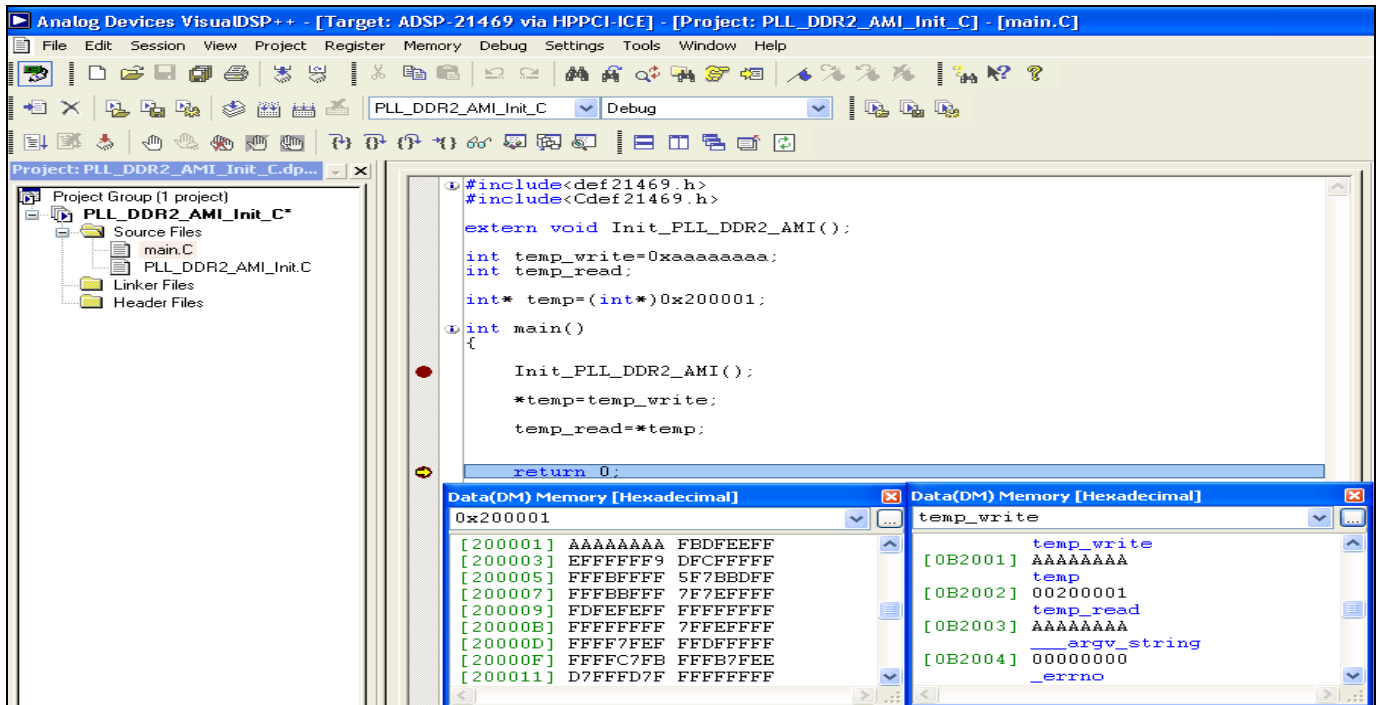 Analog Devices VisualDSP++ - [Target: ADSP-21469 via HPPCI-ICE] - [Project: PLL_DDR2_AMI_Init_C] - [main.C]
File Edit Session View Project Register Memory Debug Settings Tools Window Help
PLL_DDR2_AMI_Init_C Debug
Project: PLL_DDR2_AMI_Init_C.dp...
Project Group (1 project)
PLL_DDR2_AMI_Init_C*
Source Files
main.C
PLL_DDR2_AMI_Init.C
Linker Files
Header Files
#include<def21469.h>
#include<Cdef21469.h>
extern void Init_PLL_DDR2_AMI();
int temp_write=0xaaaaaaaa;
int temp_read;
int* temp=(int*)0x200001;
int main()
{
Init_PLL_DDR2_AMI();
*temp=temp_write;
temp_read=*temp;
return 0;
Data(DM) Memory [Hexadecimal]
0x200001
[200001] AAAAAAAA FBDFEEFF
[200003] EFFFFFF9 DFCFFFFF
[200005] FFFBFFFF 5F7BBDFF
[200007] FFFBBFFF 7F7EFFFF
[200009] FDFEFEFF FFEFFFFF
[20000B] FFFFFFFF 7FFEFFFF
[20000D] FFFF7FEF FFDFFFFF
[20000F] FFFFC7FB FFFB7FEE
[200011] D7FFFD7F FFFFFFFF
Data(DM) Memory [Hexadecimal]
temp_write
temp_write
[0B2001] AAAAAAAA
temp
[0B2002] 00200001
temp_read
[0B2003] AAAAAAAA
___argv_string
[0B2004] 00000000
_errno